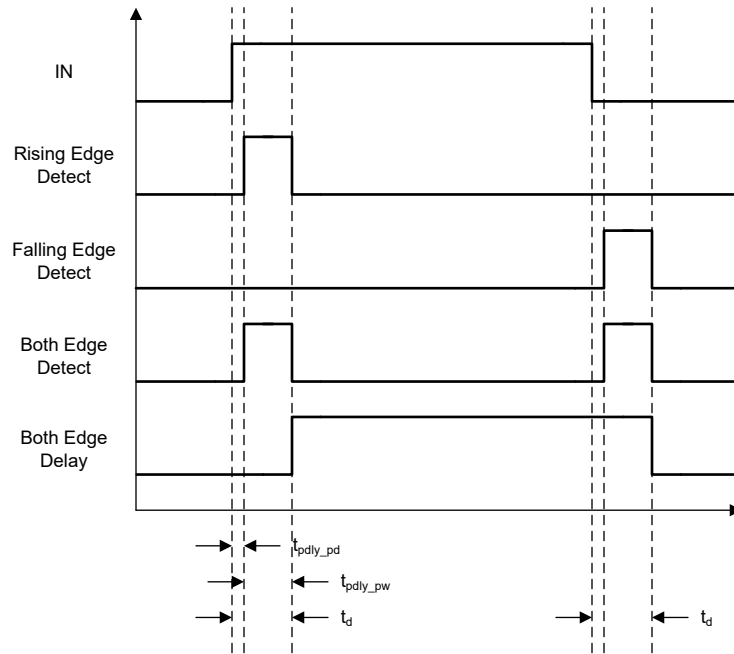 IN
Rising Edge
Detect
Falling Edge
Detect
Both Edge
Detect
Both Edge
Delay
tpdly_pd
tpdly_pw
td
td